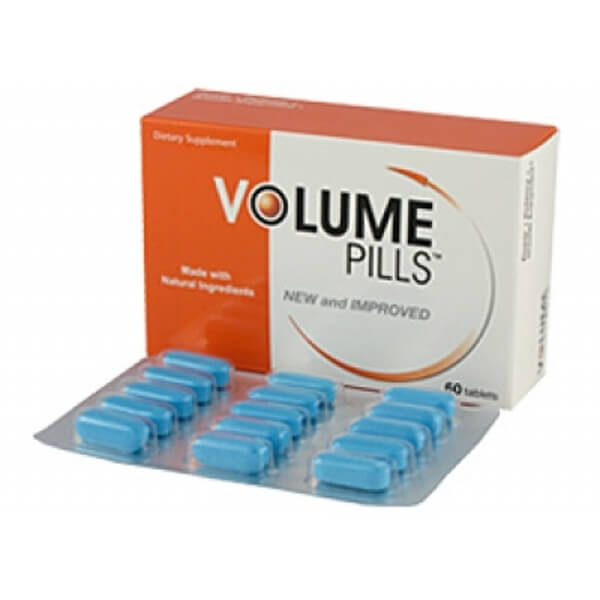 Dietary Supplement
VOLUME
PILLS™
Made with
Natural Ingredients
NEW and IMPROVED
60 tablets
VOLUME